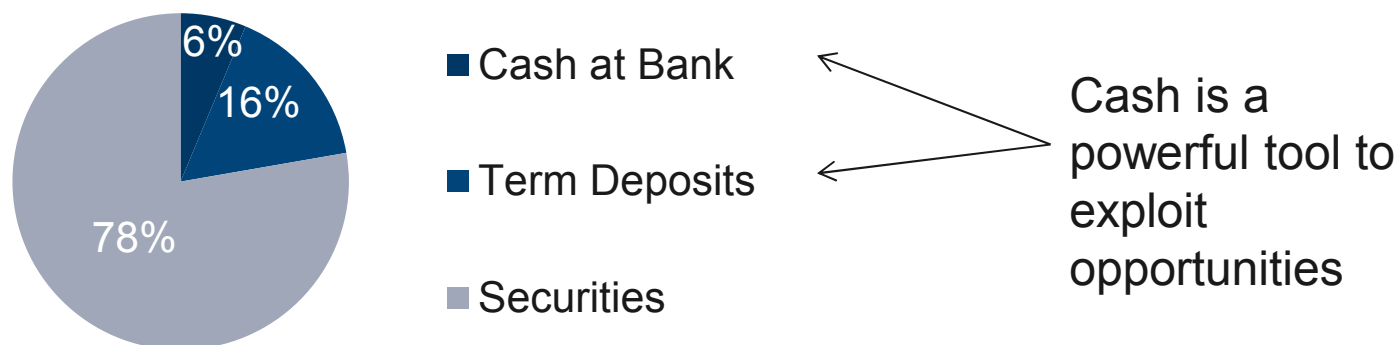 6%
16%
78%
Cash at Bank
Term Deposits
Securities
Cash is a
powerful tool to
exploit
opportunities